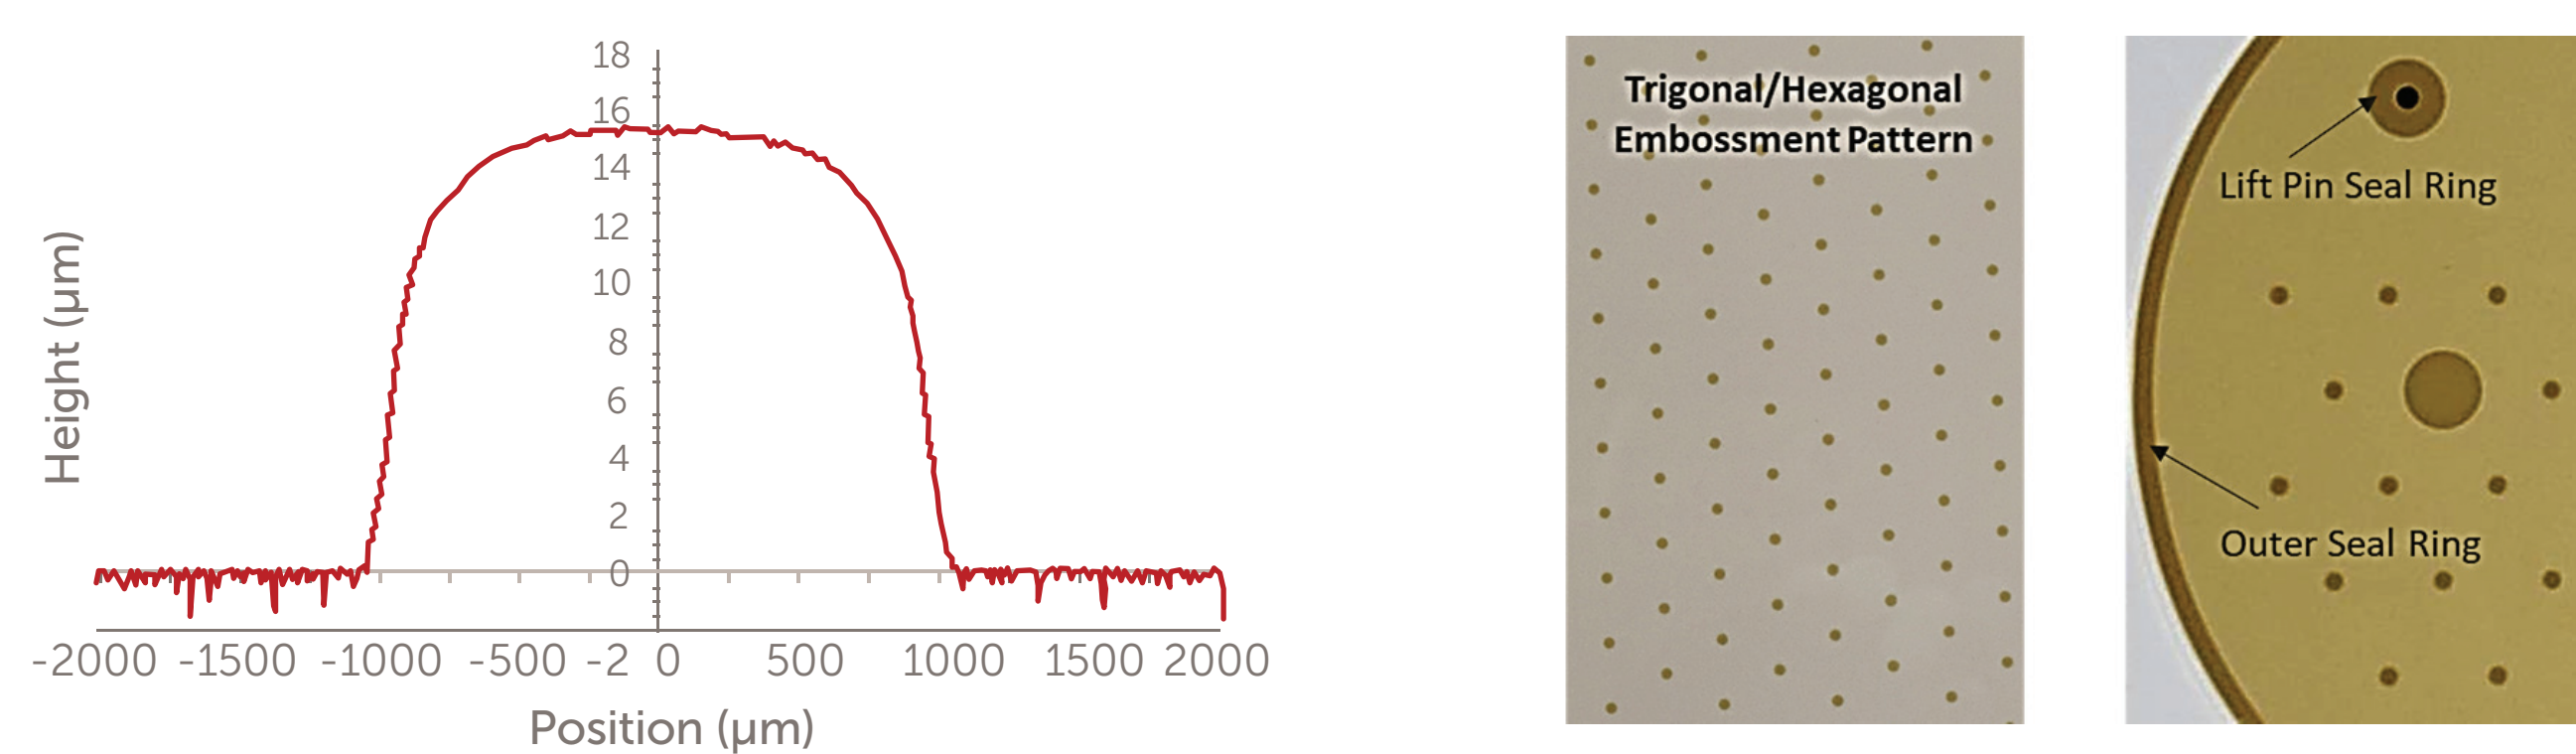 18
16
14
12
10
8
6
4
2
0
Height (µm)
-2000 -1500 -1000 -500 -2 0 500 1000 1500 2000
Position (µm)
Trigonal/Hexagonal
Embossment Pattern
Lift Pin Seal Ring
Outer Seal Ring